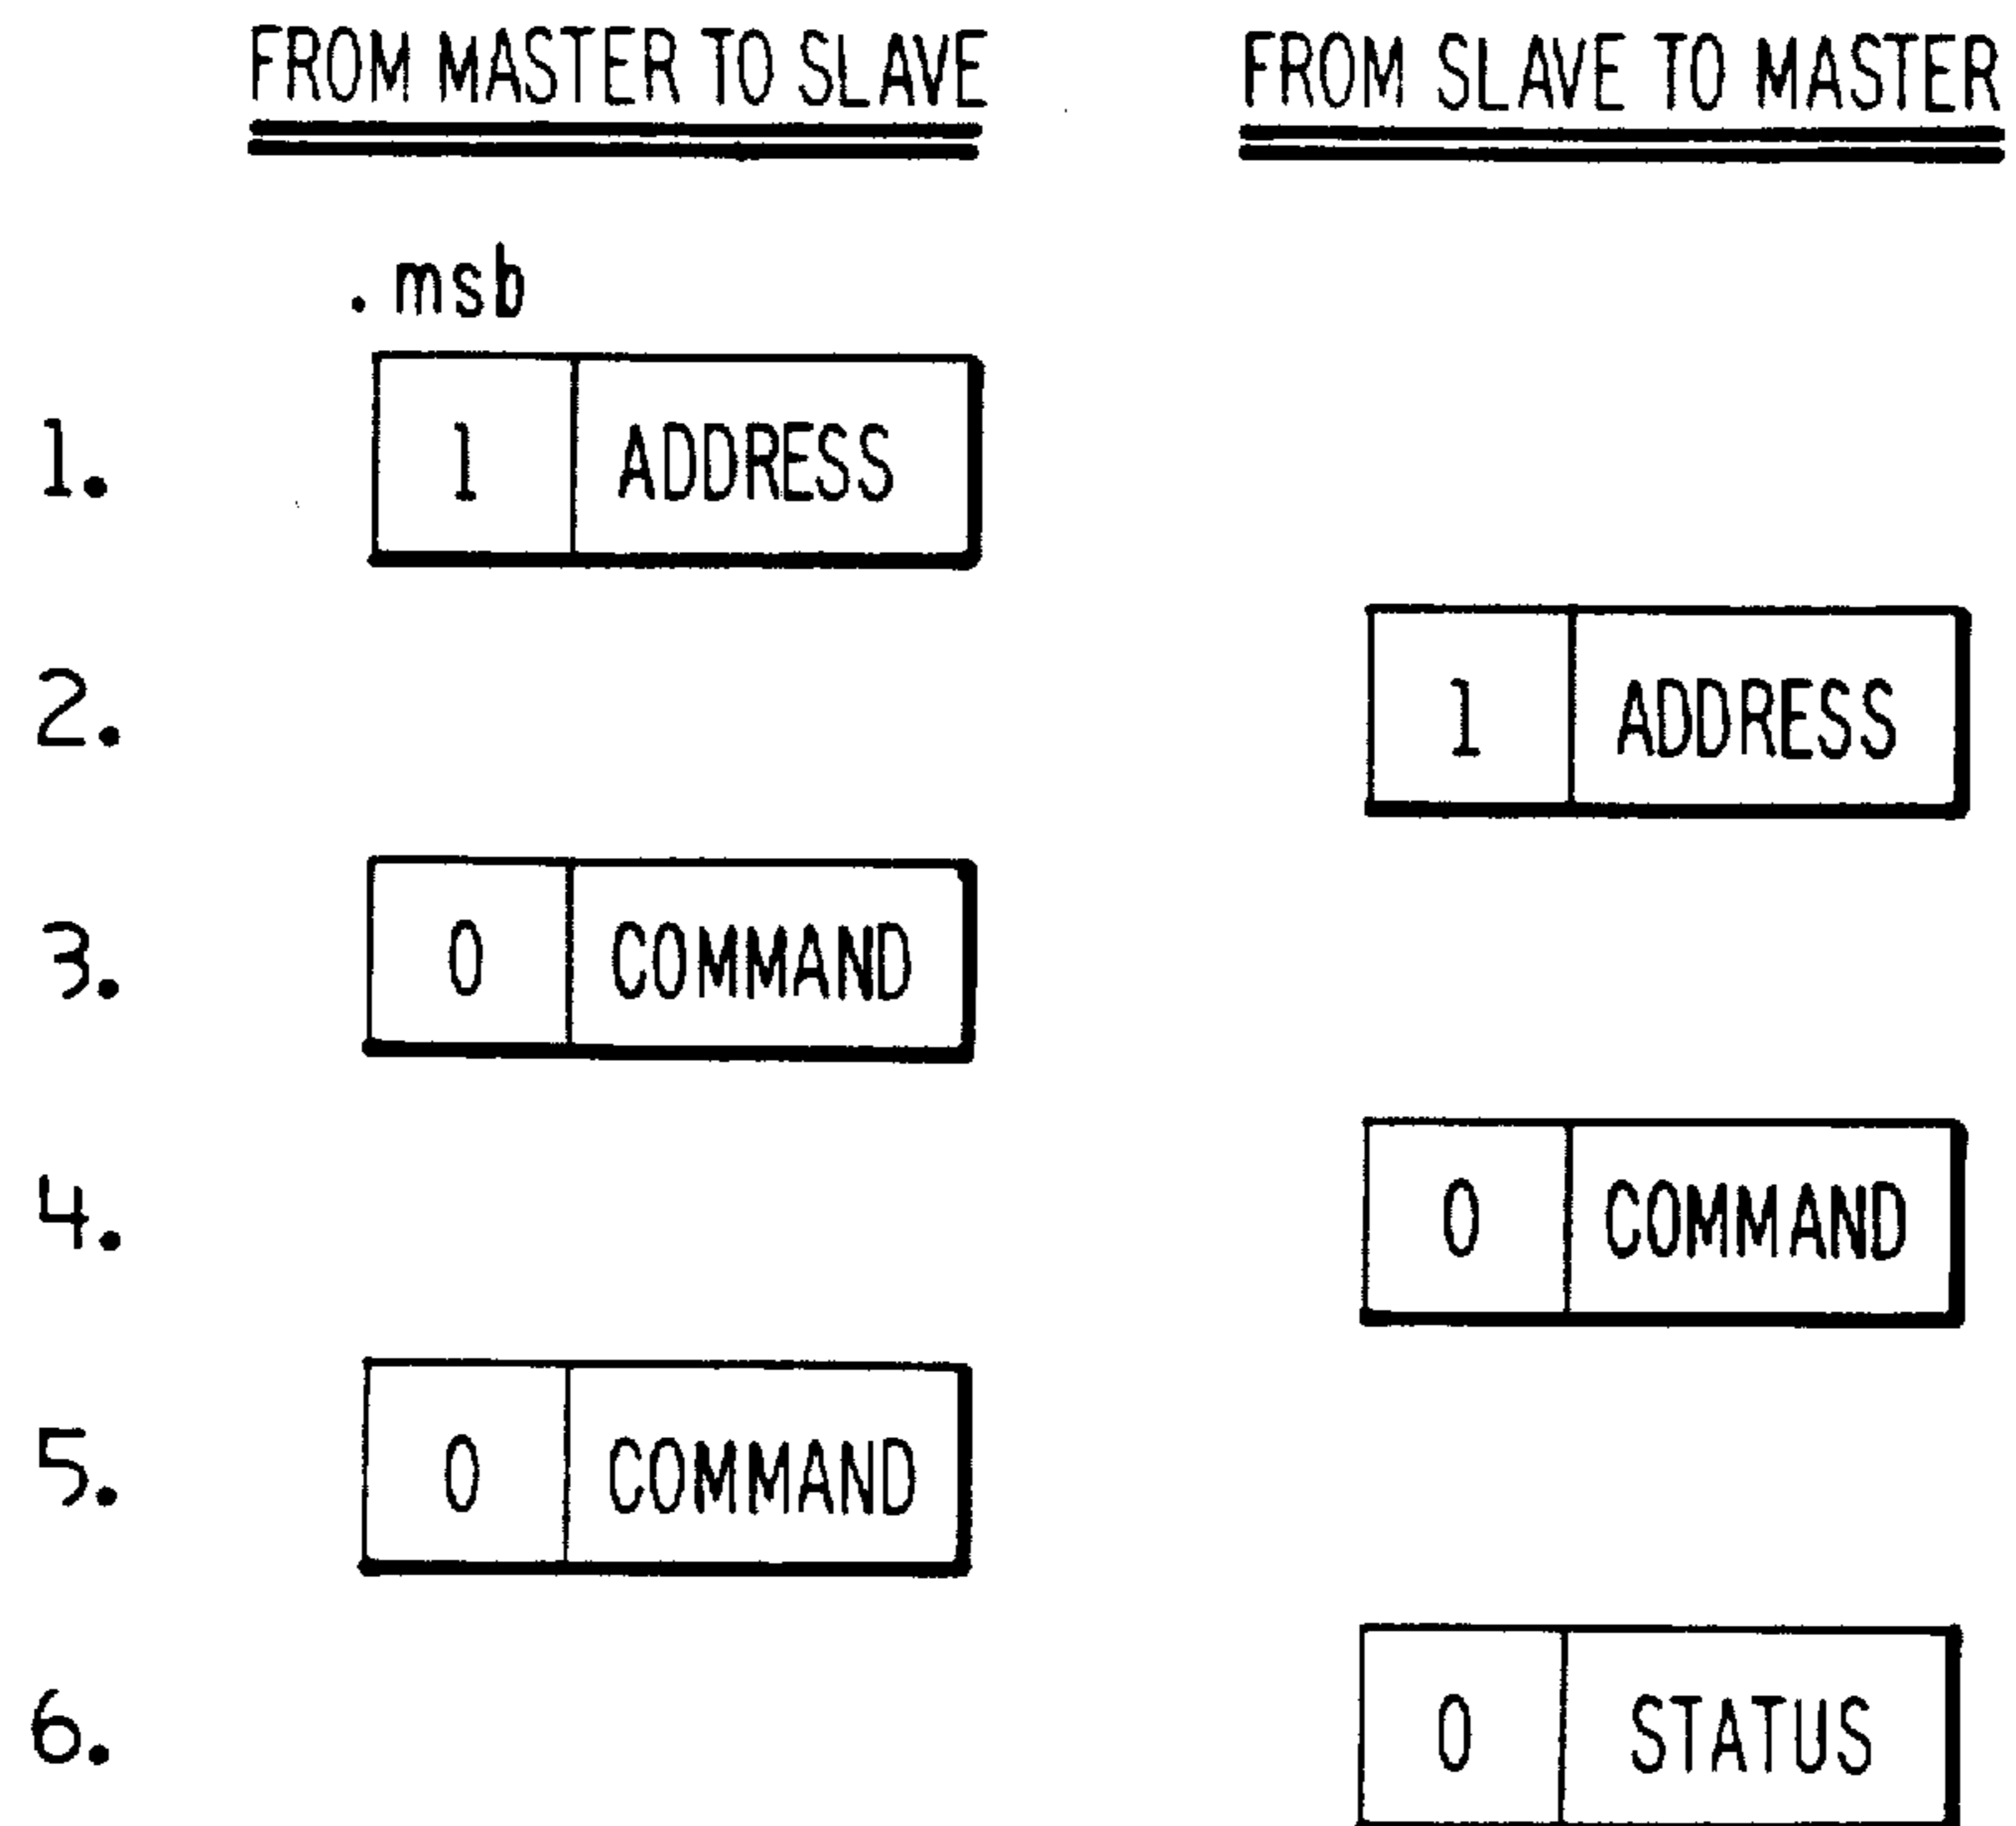 FROM MASTER TO SLAVE FROM SLAVE TO MASTER
.msb
1. 1 ADDRESS
2. 1 ADDRESS
3. 0 COMMAND
4. 0 COMMAND
5. 0 COMMAND
6. 0 STATUS